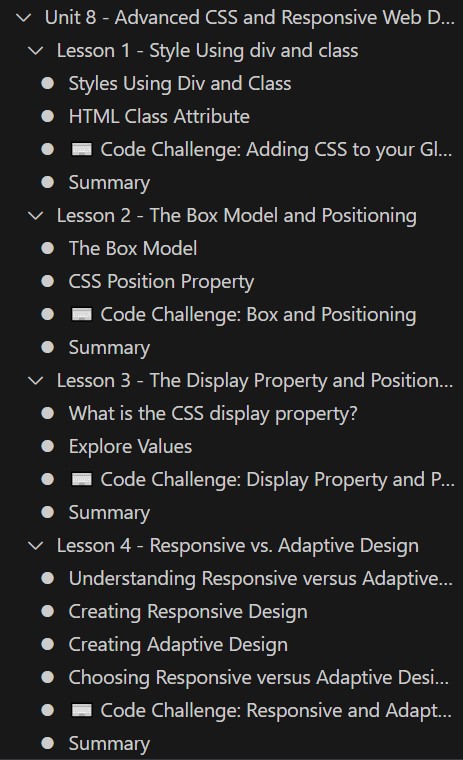 Unit 8 - Advanced CSS and Responsive Web D...
Lesson 1 - Style Using div and class
Styles Using Div and Class
HTML Class Attribute
Code Challenge: Adding CSS to your Gl...
Summary
Lesson 2 - The Box Model and Positioning
The Box Model
CSS Position Property
Code Challenge: Box and Positioning
Summary
Lesson 3 - The Display Property and Position...
What is the CSS display property?
Explore Values
Code Challenge: Display Property and P...
Summary
Lesson 4 - Responsive vs. Adaptive Design
Understanding Responsive versus Adaptive...
Creating Responsive Design
Creating Adaptive Design
Choosing Responsive versus Adaptive Desi...
Code Challenge: Responsive and Adapt...
Summary